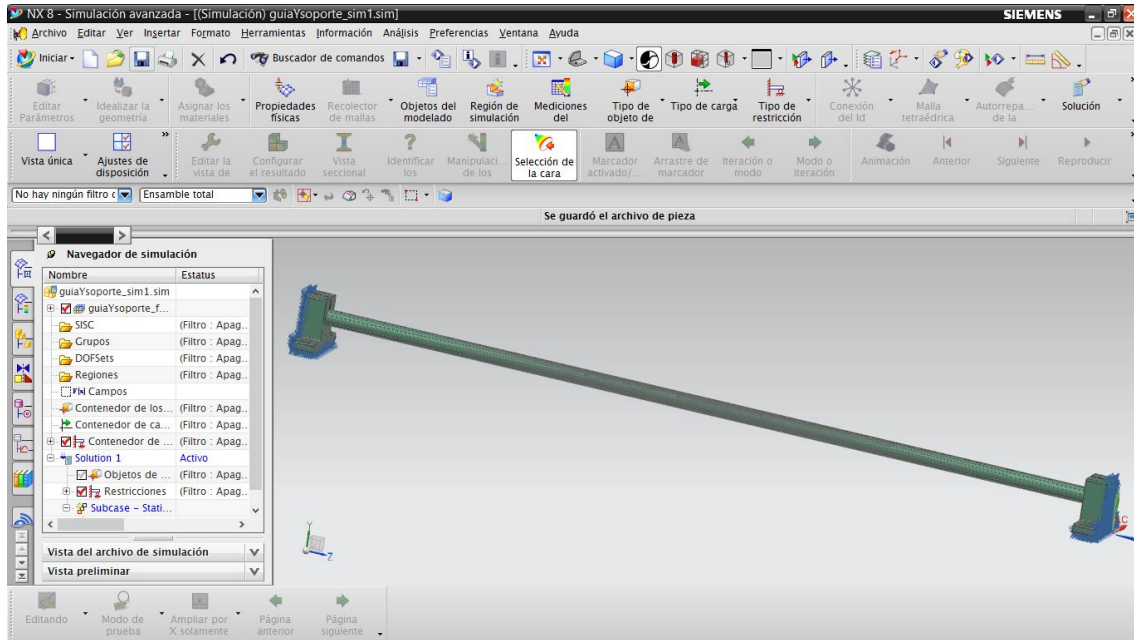 NX 8 - Simulación avanzada - [(Simulación) guiaYsoporte_sim1.sim] SIEMENS
Archivo Editar Ver Insertar Formato Herramientas Información Análisis Preferencias Ventana Ayuda
Iniciar Buscador de comandos
Editar Parámetros
Idealizar la geometría
Asignar los materiales
Propiedades físicas
Recolector de mallas
Objetos del modelado
Región de simulación
Mediciones del
Tipo de objeto de
Tipo de carga
Tipo de restricción
Conexión del Id
Malla tetraédrica
Autorrepa... de la
Solución
Vista única
Ajustes de disposición
Editar la vista de
Configurar el resultado
Vista seccional
Identificar los
Manipulaci... de los
Selección de la cara
Marcador activado/...
Arrastre de marcador
Iteración o modo
Modo o iteración
Animación
Anterior
Siguiente
Reproducir
No hay ningún filtro c Ensamble total
Se guardó el archivo de pieza
Navegador de simulación
Nombre Estatus
guiaYsoporte_sim1.sim
guiaYsoporte_f...
SISC (Filtro : Apag..
Grupos (Filtro : Apag..
DOFSets (Filtro : Apag..
Regiones (Filtro : Apag..
Campos
Contenedor de los... (Filtro : Apag..
Contenedor de ca... (Filtro : Apag..
Contenedor de ... (Filtro : Apag..
Solution 1 Activo
Objetos de ... (Filtro : Apag..
Restricciones (Filtro : Apag..
Subcase - Stati...
Vista del archivo de simulación
Vista preliminar
Y
Z
C
Editando
Modo de prueba
Ampliar por X solamente
Página anterior
Página siguiente